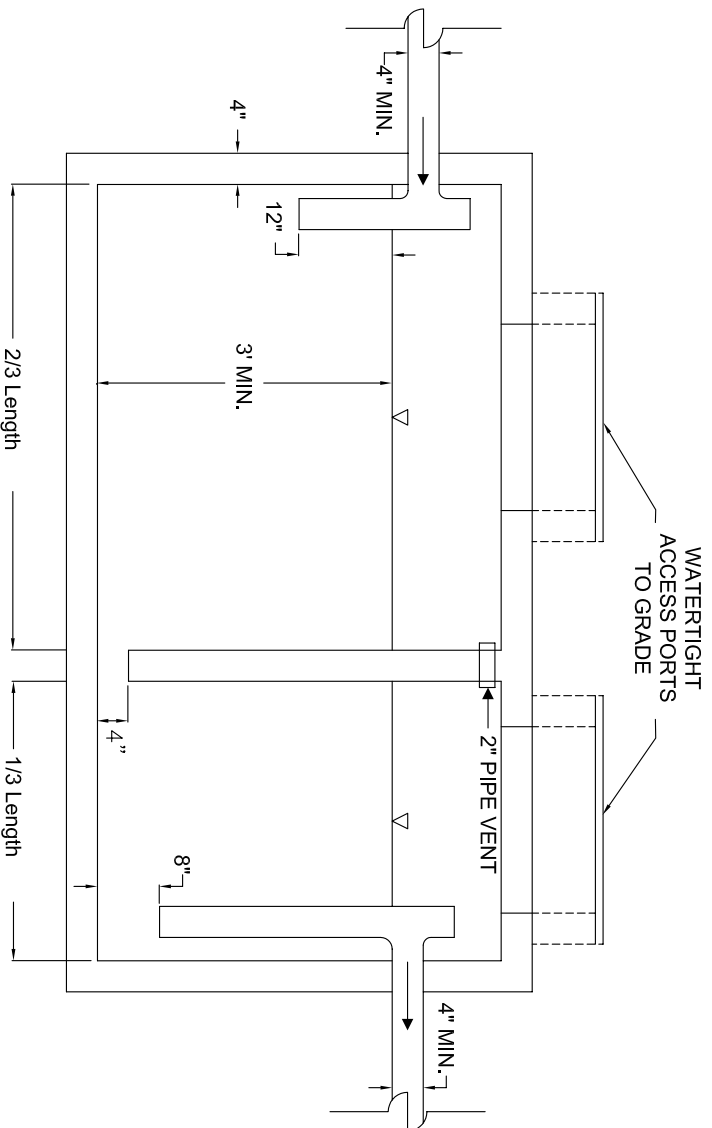 WATERTIGHT
ACCESS PORTS
TO GRADE
4" MIN.
4"
12"
3' MIN.
2" PIPE VENT
4"
8"
4" MIN.
2/3 Length
1/3 Length